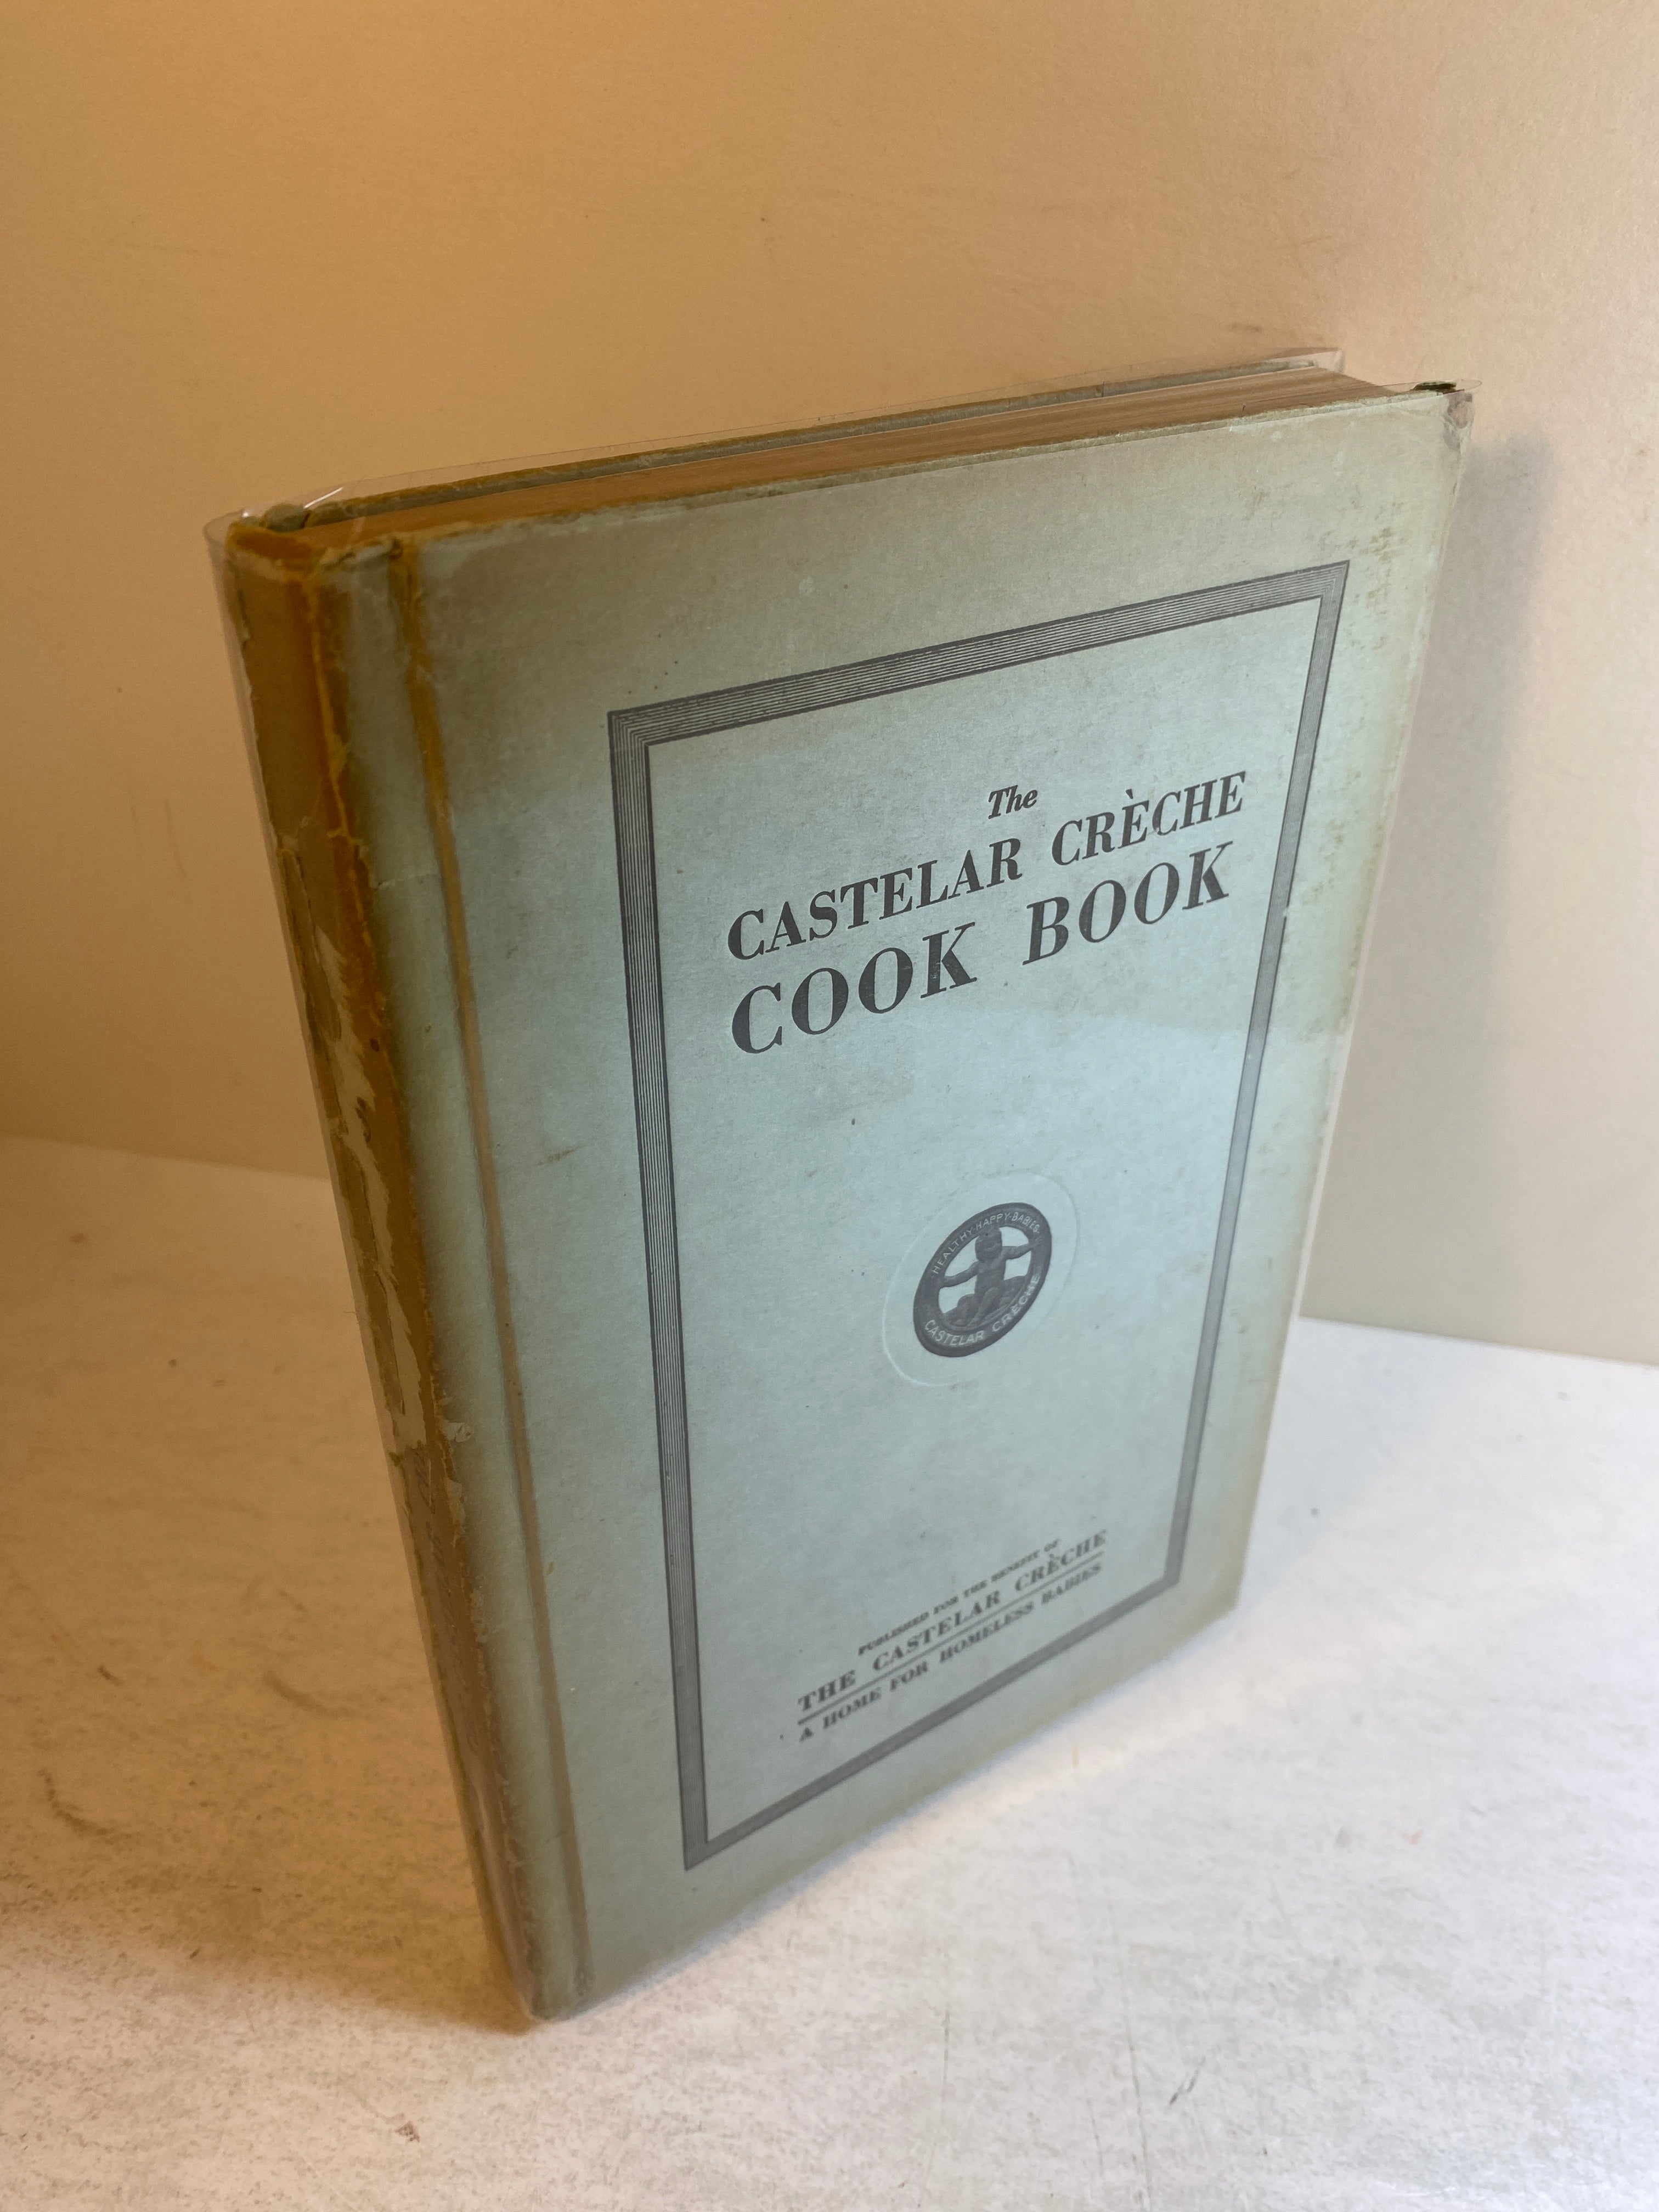 The
CASTELAR CRÈCHE
COOK BOOK
HEALTHY·HAPPY·BABIES
CASTELAR CRÈCHE
PUBLISHED FOR THE BENEFIT OF
THE CASTELAR CRÈCHE
A HOME FOR HOMELESS BABIES